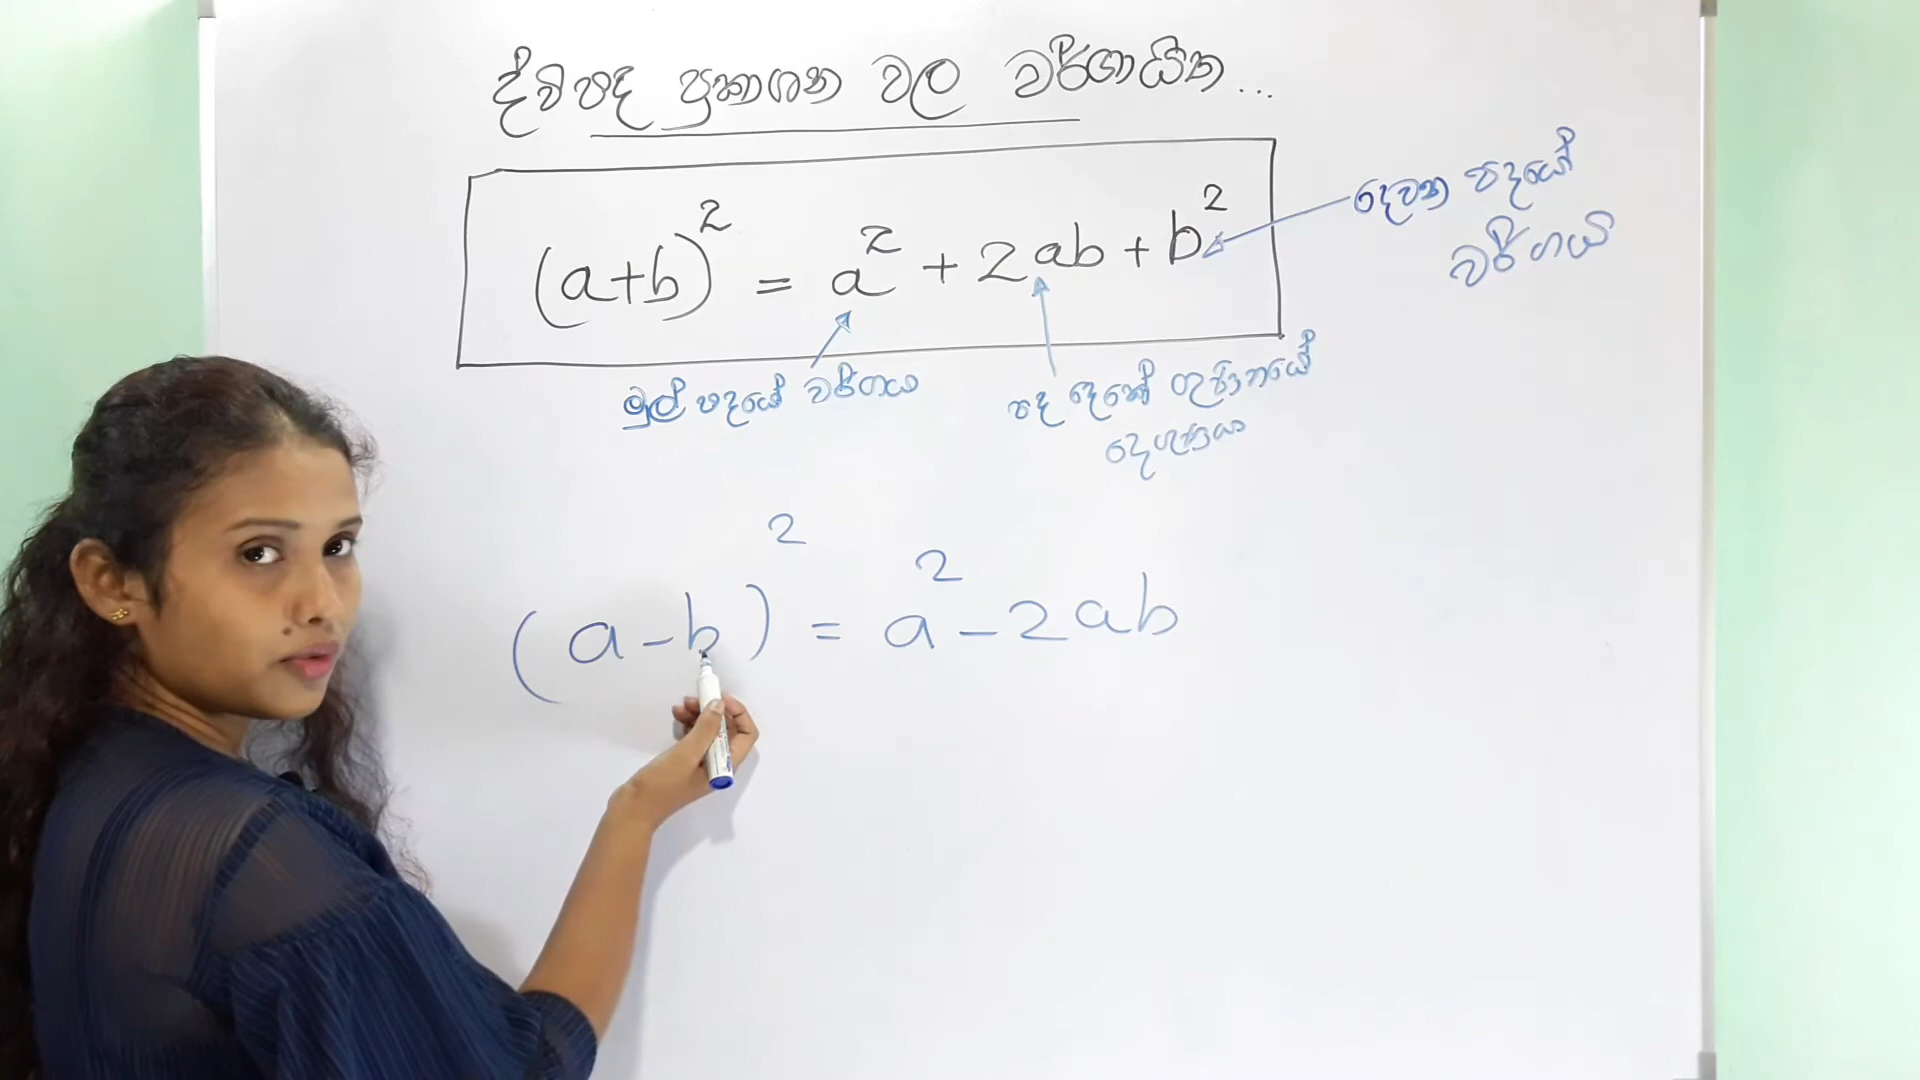 ද්විපද ප්‍රකාශන වල වර්ගායිත...
(a+b)² = a² + 2ab + b²
දෙවන පදයේ
වර්ගය
මුල් පදයේ වර්ගය
පද දෙකේ ගුණිතයේ
දෙගුණය
(a-b)² = a² - 2ab